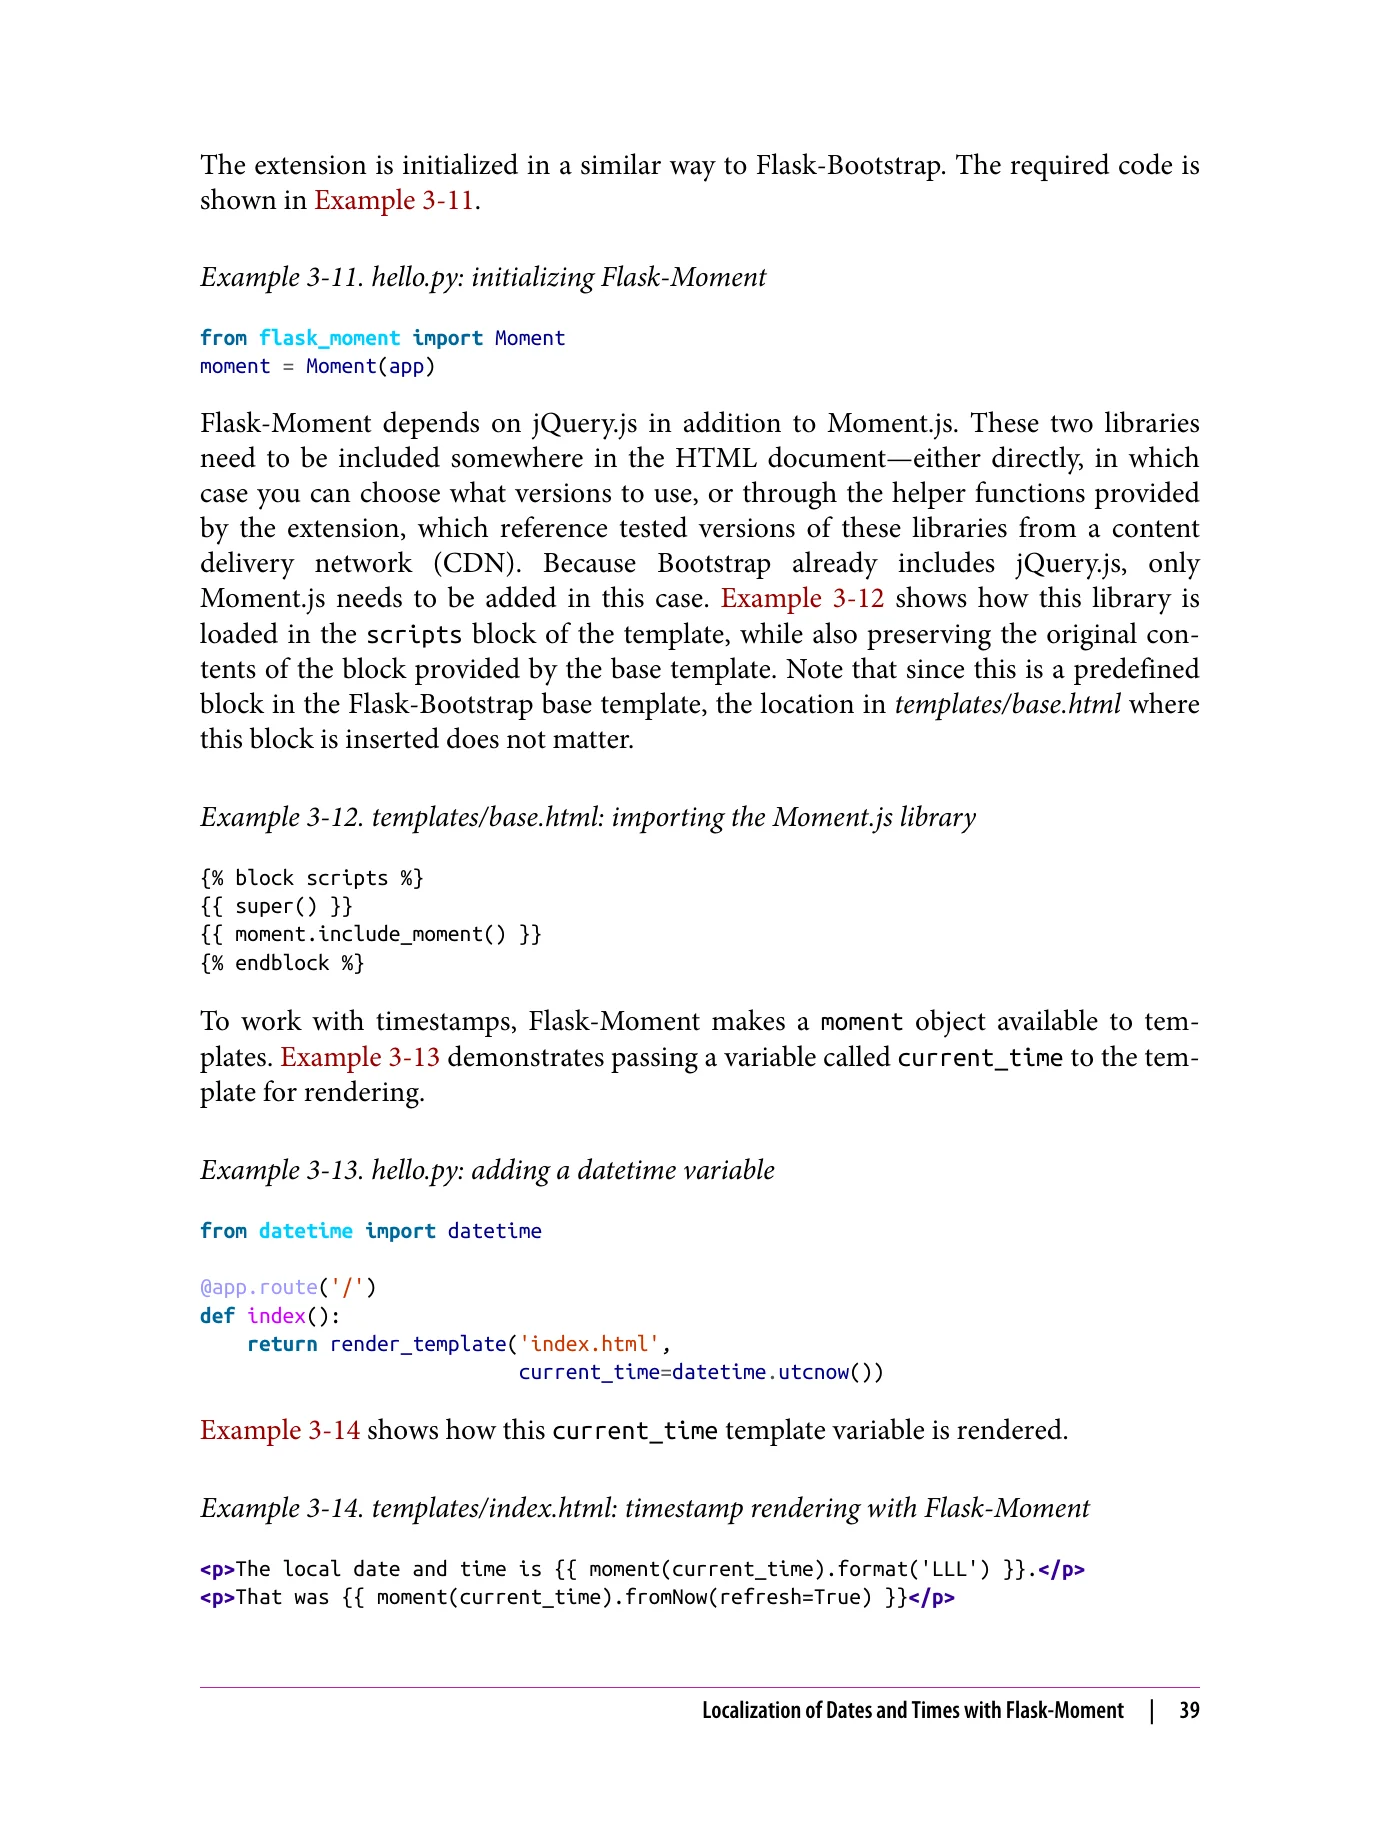 The extension is initialized in a similar way to Flask-Bootstrap. The required code is
shown in Example 3-11.
Example 3-11. hello.py: initializing Flask-Moment
from flask_moment import Moment
moment = Moment(app)
Flask-Moment depends on jQuery.js in addition to Moment.js. These two libraries
need to be included somewhere in the HTML document—either directly, in which
case you can choose what versions to use, or through the helper functions provided
by the extension, which reference tested versions of these libraries from a content
delivery network (CDN). Because Bootstrap already includes jQuery.js, only
Moment.js needs to be added in this case. Example 3-12 shows how this library is
loaded in the scripts block of the template, while also preserving the original con-
tents of the block provided by the base template. Note that since this is a predefined
block in the Flask-Bootstrap base template, the location in templates/base.html where
this block is inserted does not matter.
Example 3-12. templates/base.html: importing the Moment.js library
{% block scripts %}
{{ super() }}
{{ moment.include_moment() }}
{% endblock %}
To work with timestamps, Flask-Moment makes a moment object available to tem-
plates. Example 3-13 demonstrates passing a variable called current_time to the tem-
plate for rendering.
Example 3-13. hello.py: adding a datetime variable
from datetime import datetime
@app.route('/')
def index():
    return render_template('index.html',
                           current_time=datetime.utcnow())
Example 3-14 shows how this current_time template variable is rendered.
Example 3-14. templates/index.html: timestamp rendering with Flask-Moment
<p>The local date and time is {{ moment(current_time).format('LLL') }}.</p>
<p>That was {{ moment(current_time).fromNow(refresh=True) }}</p>
Localization of Dates and Times with Flask-Moment | 39